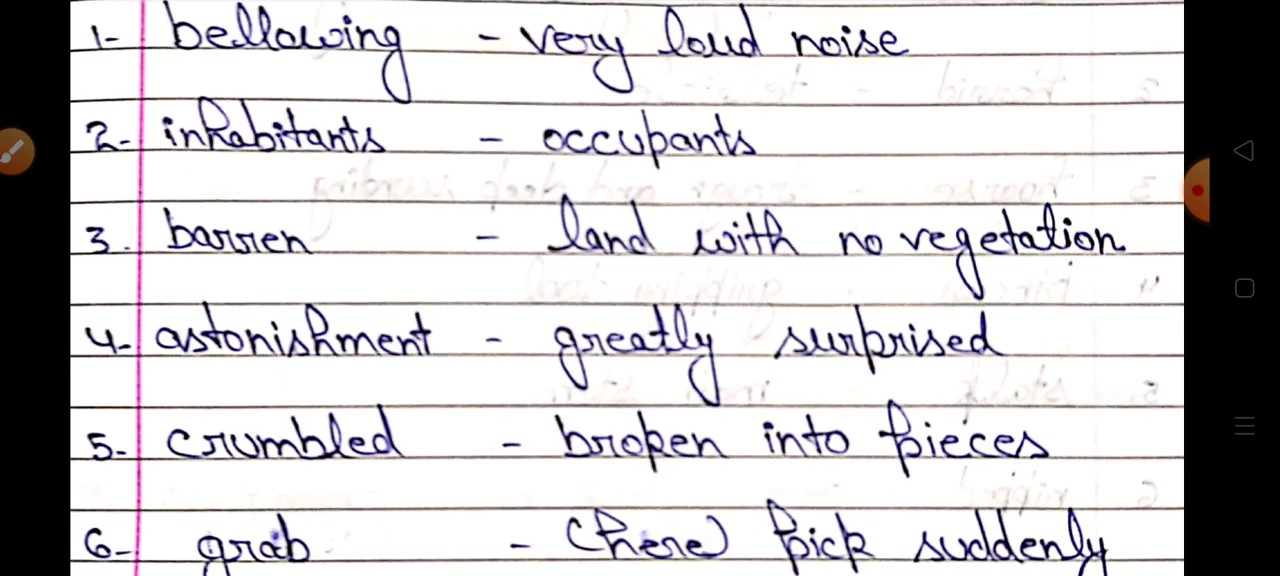 1- bellowing - very loud noise
2- inhabitants - occupants
3. barren - land with no vegetation
4- astonishment - greatly surprised
5- crumbled - broken into pieces
6- grab - (here) pick suddenly